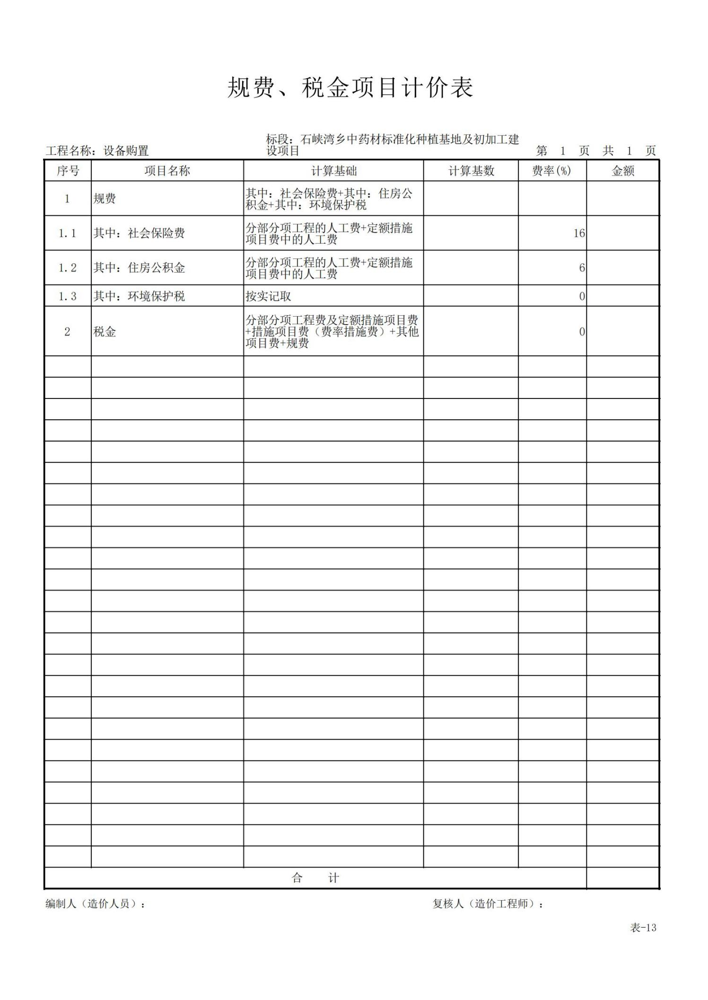 规费、税金项目计价表
工程名称：设备购置
标段：石峡湾乡中药材标准化种植基地及初加工建
设项目
第 1 页 共 1 页
序号 项目名称 计算基础 计算基数 费率(%) 金额
1 规费 其中：社会保险费+其中：住房公
积金+其中：环境保护税
1.1 其中：社会保险费 分部分项工程的人工费+定额措施 16
项目费中的人工费
1.2 其中：住房公积金 分部分项工程的人工费+定额措施 6
项目费中的人工费
1.3 其中：环境保护税 按实记取 0
2 税金 分部分项工程费及定额措施项目费 0
+措施项目费（费率措施费）+其他
项目费+规费
合 计
编制人（造价人员）： 复核人（造价工程师）：
表-13